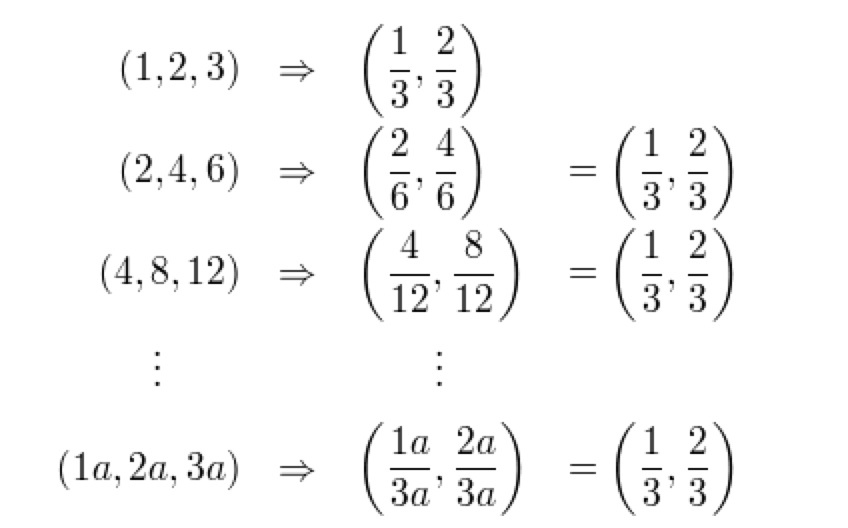 (1,2,3) ⇒ (1/3, 2/3)
(2,4,6) ⇒ (2/6, 4/6) = (1/3, 2/3)
(4,8,12) ⇒ (4/12, 8/12) = (1/3, 2/3)
⋮ ⋮
(1a,2a,3a) ⇒ (1a/3a, 2a/3a) = (1/3, 2/3)